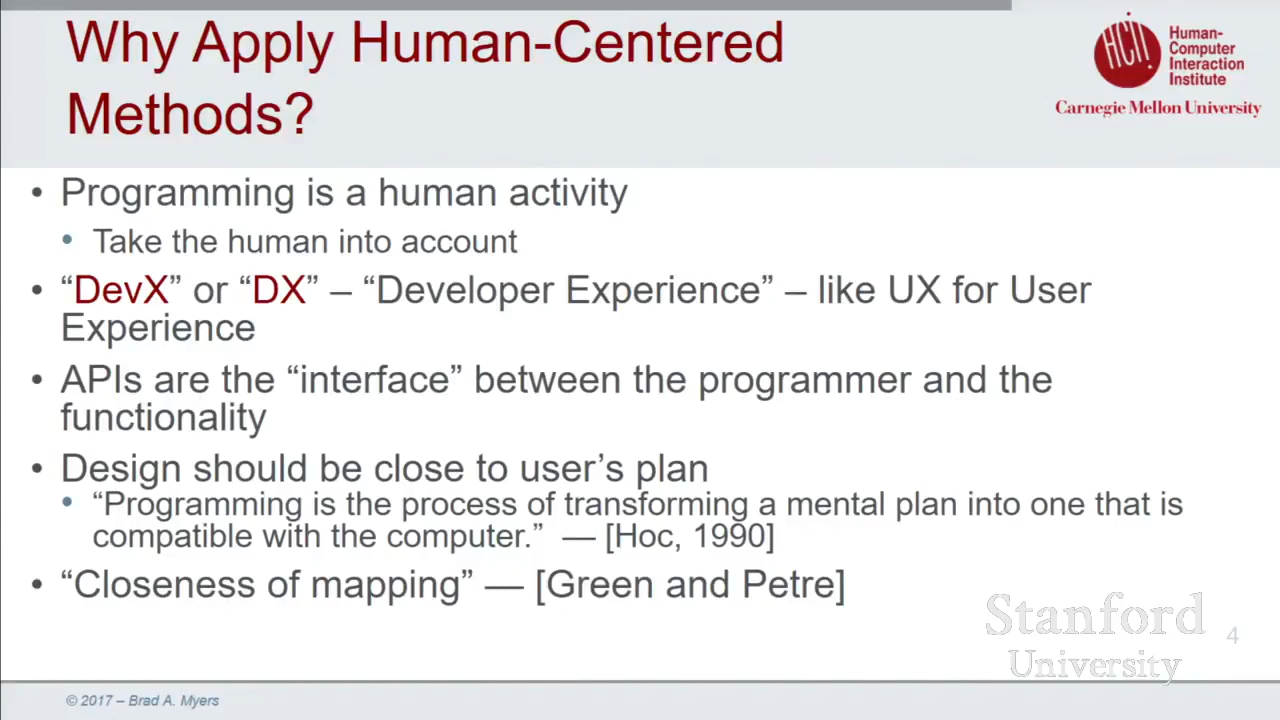 Why Apply Human-Centered
Methods?
HCII
Human-
Computer
Interaction
Institute
Carnegie Mellon University
• Programming is a human activity
• Take the human into account
• “DevX” or “DX” – “Developer Experience” – like UX for User
Experience
• APIs are the “interface” between the programmer and the
functionality
• Design should be close to user’s plan
• “Programming is the process of transforming a mental plan into one that is
compatible with the computer.” — [Hoc, 1990]
• “Closeness of mapping” — [Green and Petre]
Stanford
University
4
© 2017 – Brad A. Myers